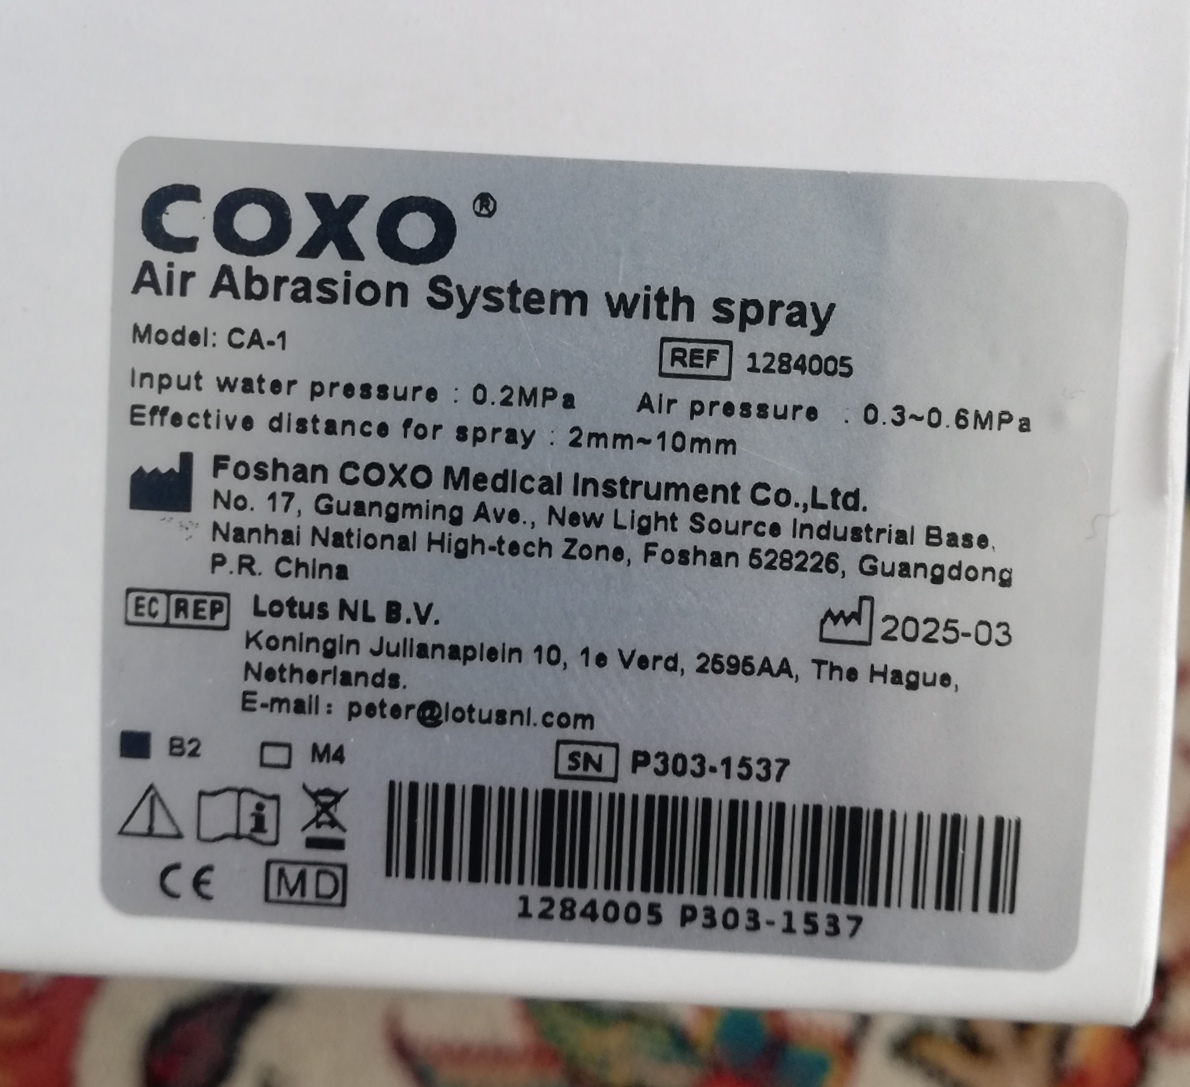 COXO®
Air Abrasion System with spray
Model: CA-1
REF 1284005
Input water pressure : 0.2MPa Air pressure : 0.3~0.6MPa
Effective distance for spray : 2mm~10mm
Foshan COXO Medical Instrument Co.,Ltd.
No. 17, Guangming Ave., New Light Source Industrial Base,
Nanhai National High-tech Zone, Foshan 528226, Guangdong
P.R. China
EC REP Lotus NL B.V.
2025-03
Koningin Julianaplein 10, 1e Verd, 2595AA, The Hague,
Netherlands.
E-mail: peter@lotusnl.com
B2 M4
SN P303-1537
CE MD
1284005 P303-1537